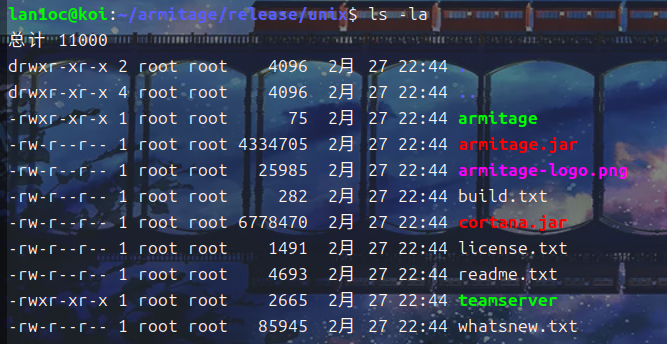 lan1oc@koi:~/armitage/release/unix$ ls -la
总计 11000
drwxr-xr-x 2 root root    4096  2月 27 22:44 .
drwxr-xr-x 4 root root    4096  2月 27 22:44 ..
-rwxr-xr-x 1 root root      75  2月 27 22:44 armitage
-rw-r--r-- 1 root root 4334705  2月 27 22:44 armitage.jar
-rw-r--r-- 1 root root   25985  2月 27 22:44 armitage-logo.png
-rw-r--r-- 1 root root     282  2月 27 22:44 build.txt
-rw-r--r-- 1 root root 6778470  2月 27 22:44 cortana.jar
-rw-r--r-- 1 root root    1491  2月 27 22:44 license.txt
-rw-r--r-- 1 root root    4693  2月 27 22:44 readme.txt
-rwxr-xr-x 1 root root    2665  2月 27 22:44 teamserver
-rw-r--r-- 1 root root   85945  2月 27 22:44 whatsnew.txt